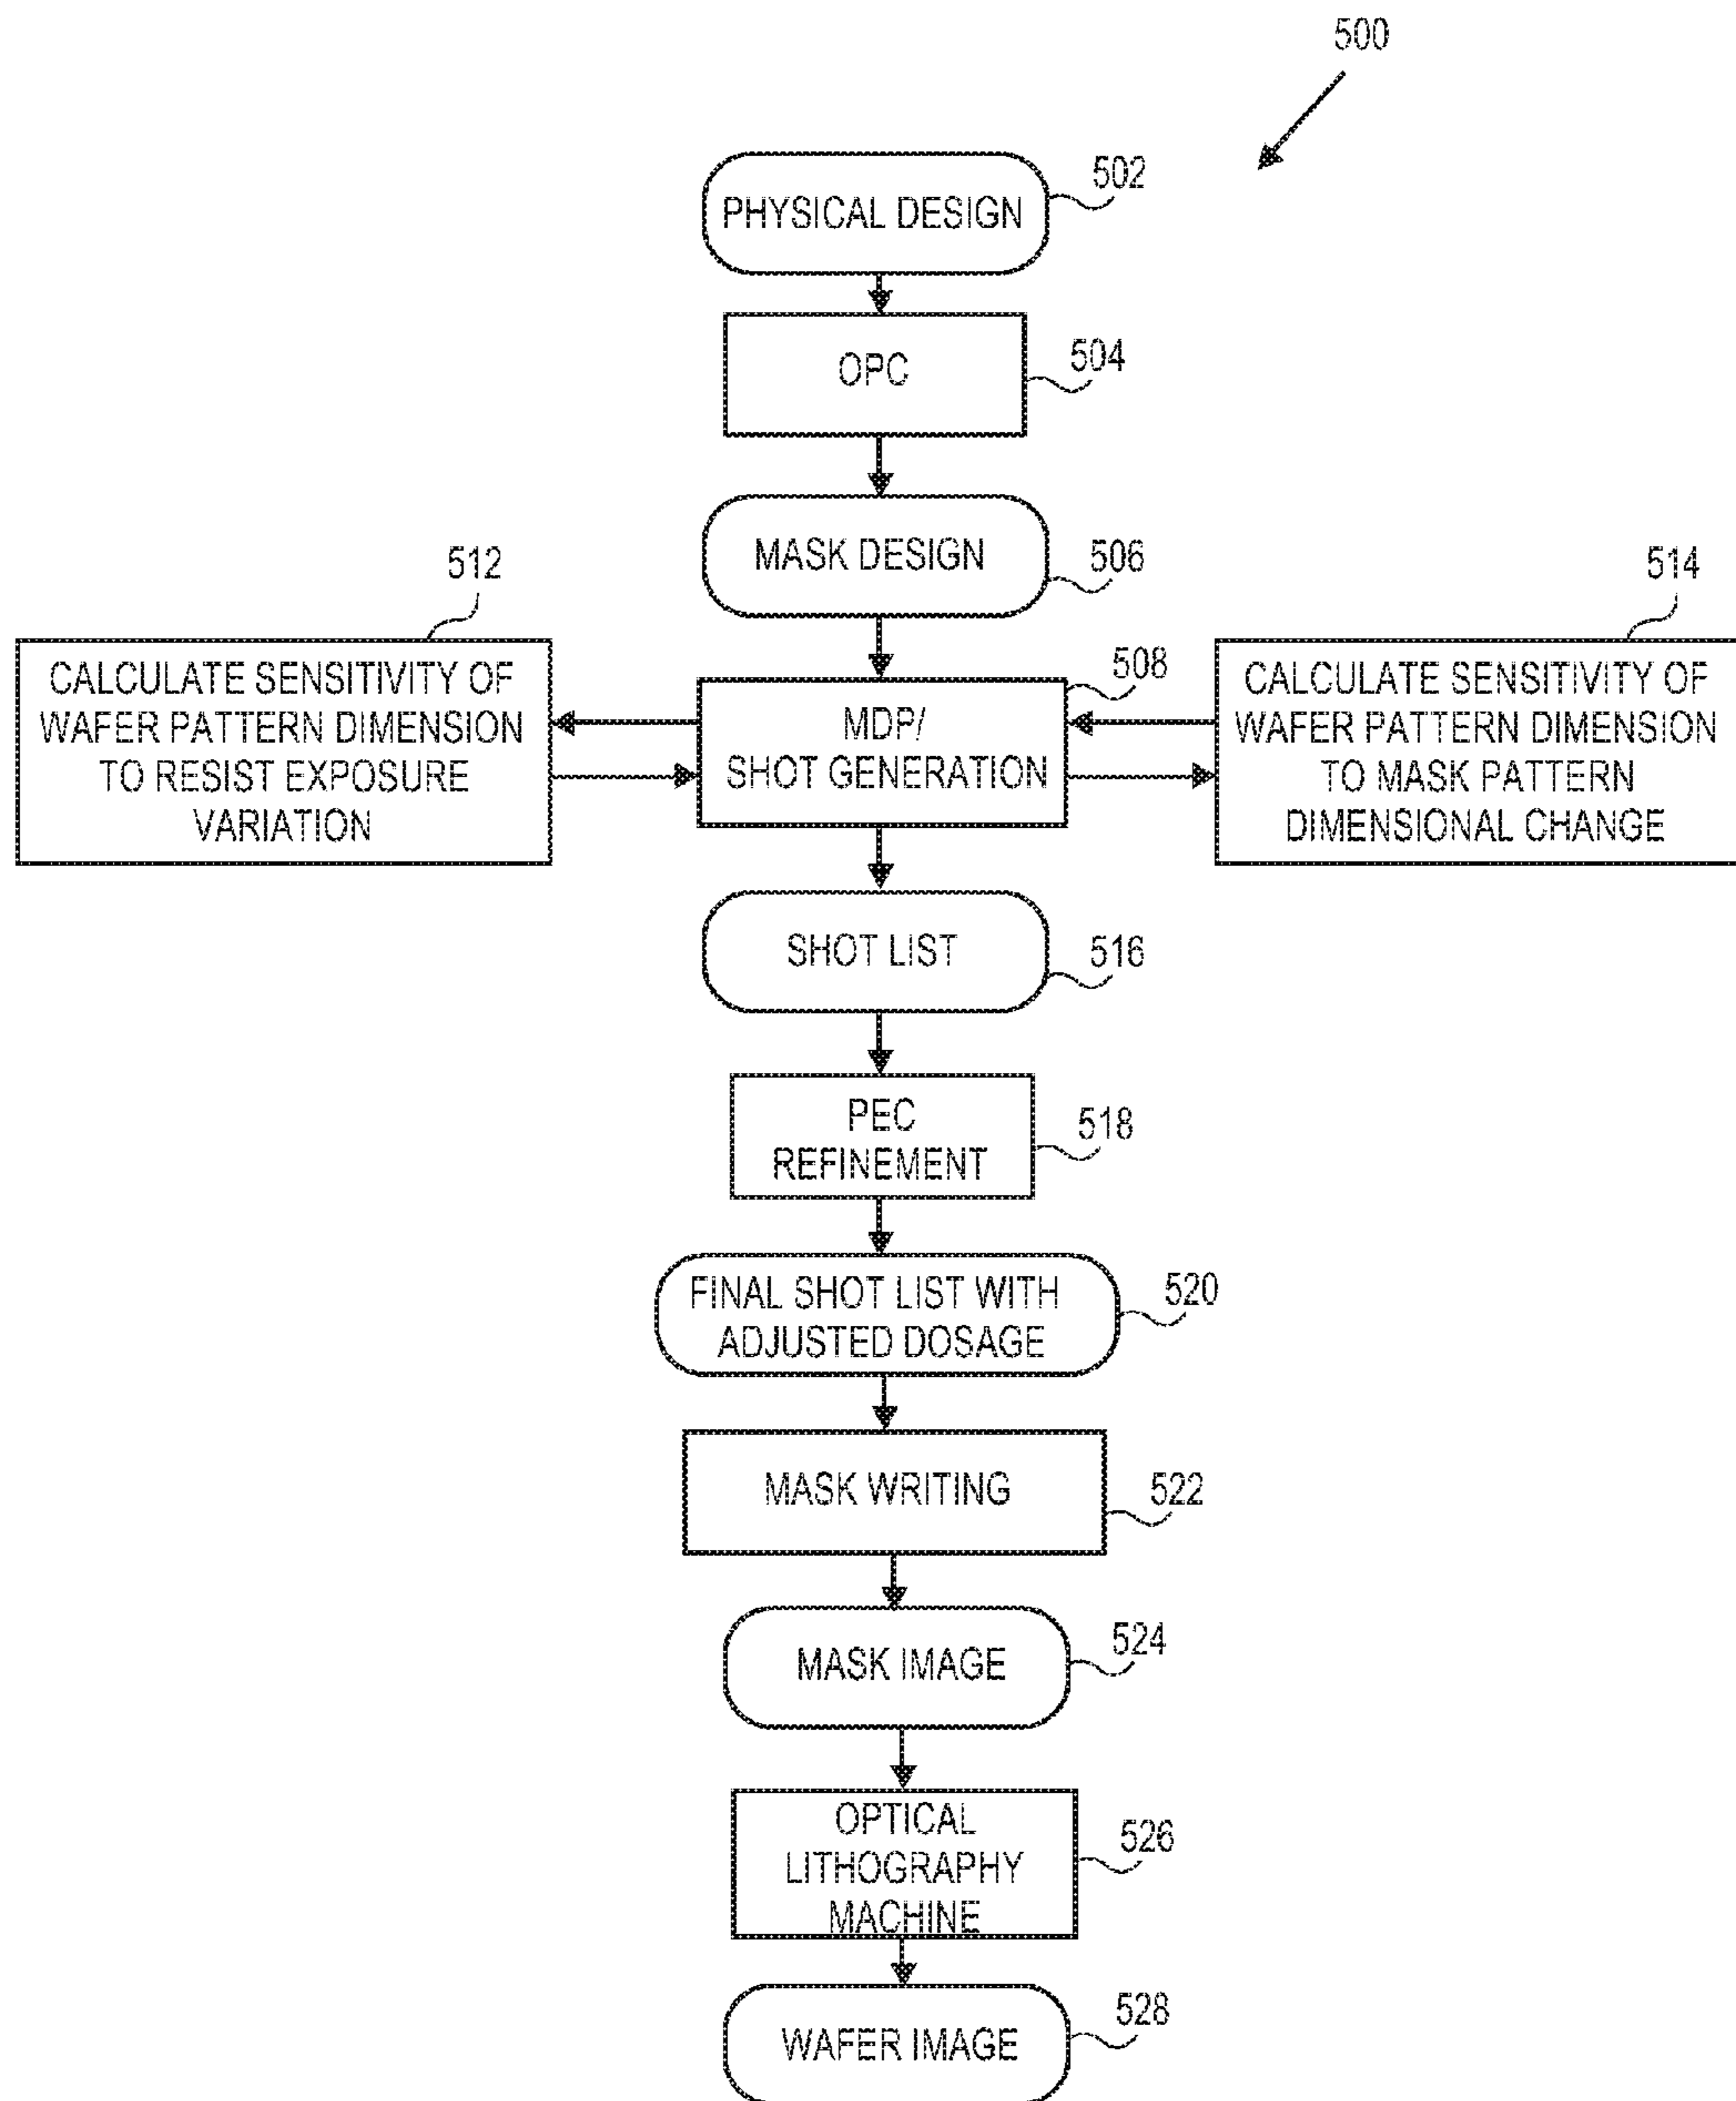 500
PHYSICAL DESIGN
502
OPC
504
MASK DESIGN
506
512
514
CALCULATE SENSITIVITY OF
WAFER PATTERN DIMENSION
TO RESIST EXPOSURE
VARIATION
508
MDP/
SHOT GENERATION
CALCULATE SENSITIVITY OF
WAFER PATTERN DIMENSION
TO MASK PATTERN
DIMENSIONAL CHANGE
SHOT LIST
516
PEC
REFINEMENT
518
FINAL SHOT LIST WITH
ADJUSTED DOSAGE
520
MASK WRITING
522
MASK IMAGE
524
OPTICAL
LITHOGRAPHY
MACHINE
526
WAFER IMAGE
528